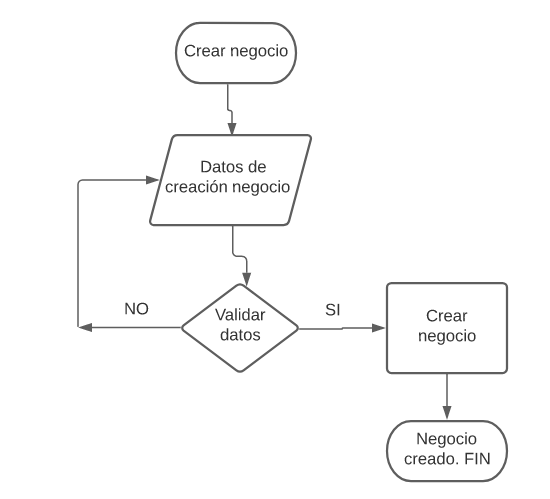 Crear negocio
Datos de
creación negocio
Validar
datos
NO
SI
Crear
negocio
Negocio
creado. FIN